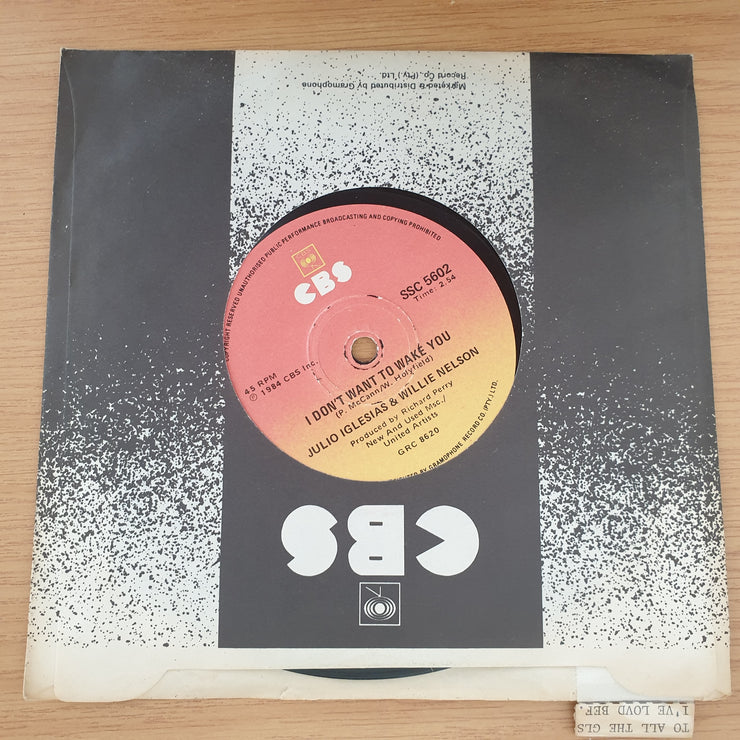 Marketed & Distributed by Gramophone
Record Co. (Pty.) Ltd.
COPYRIGHT RESERVED UNAUTHORISED PUBLIC PERFORMANCE BROADCASTING AND COPYING PROHIBITED
CBS
SSC 5602
Time: 2.54
45 RPM
℗ 1984 CBS Inc.
I DON'T WANT TO WAKE YOU
(P. McCann/W. Holyfield)
JULIO IGLESIAS & WILLIE NELSON
Produced by Richard Perry
New And Used Msc./
United Artists
GRC 8620
BY GRAMOPHONE RECORD CO. (PTY.) LTD.
CBS
TO ALL THE GLS
I'VE LOVD BEF.